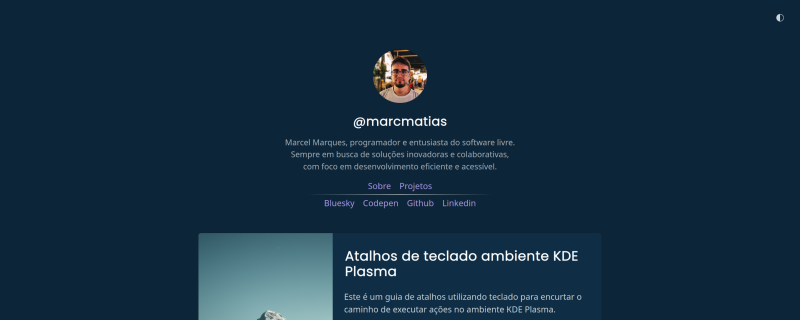 @marcmatias
Marcel Marques, programador e entusiasta do software livre.
Sempre em busca de soluções inovadoras e colaborativas,
com foco em desenvolvimento eficiente e acessível.
Sobre Projetos
Bluesky Codepen Github Linkedin
Atalhos de teclado ambiente KDE
Plasma
Este é um guia de atalhos utilizando teclado para encurtar o
caminho de executar ações no ambiente KDE Plasma.